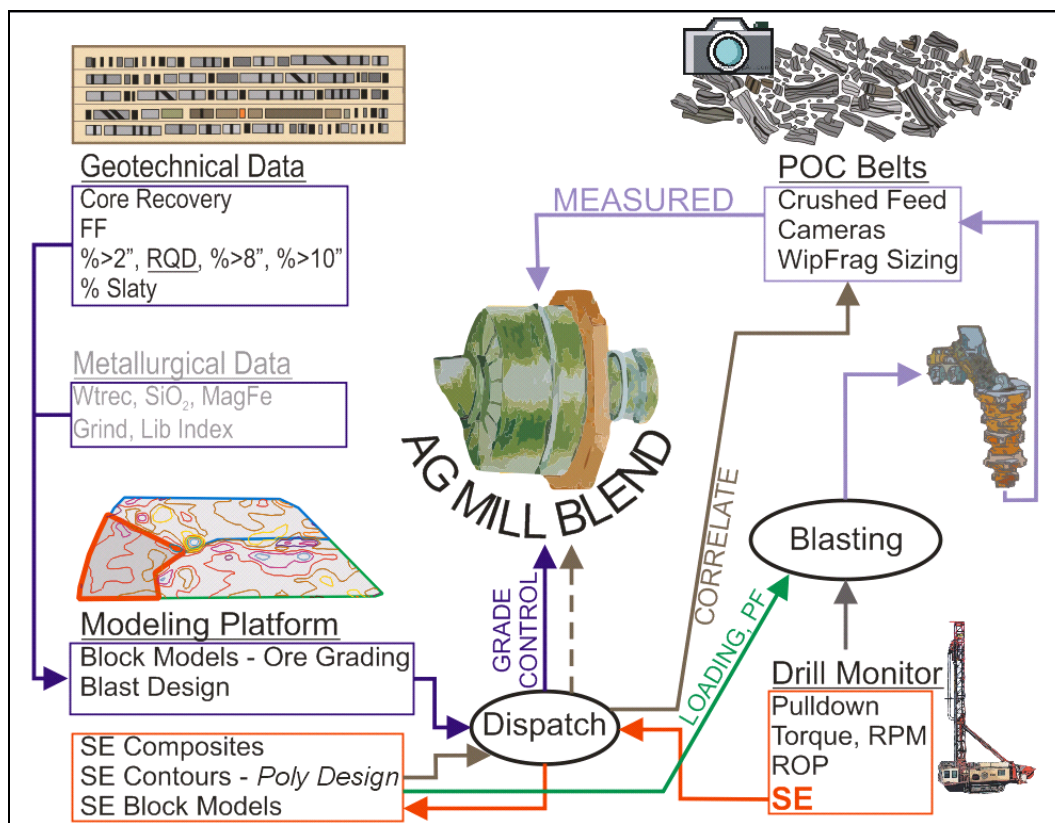 Geotechnical Data
Core Recovery
FF
%>2”, RQD, %>8”, %>10”
% Slaty
Metallurgical Data
Wtrec, SiO₂, MagFe
Grind, Lib Index
Modeling Platform
Block Models - Ore Grading
Blast Design
SE Composites
SE Contours - Poly Design
SE Block Models
MEASURED
AG MILL BLEND
GRADE
CONTROL
Dispatch
CORRELATE
LOADING, PF
POC Belts
Crushed Feed
Cameras
WipFrag Sizing
Blasting
Drill Monitor
Pulldown
Torque, RPM
ROP
SE